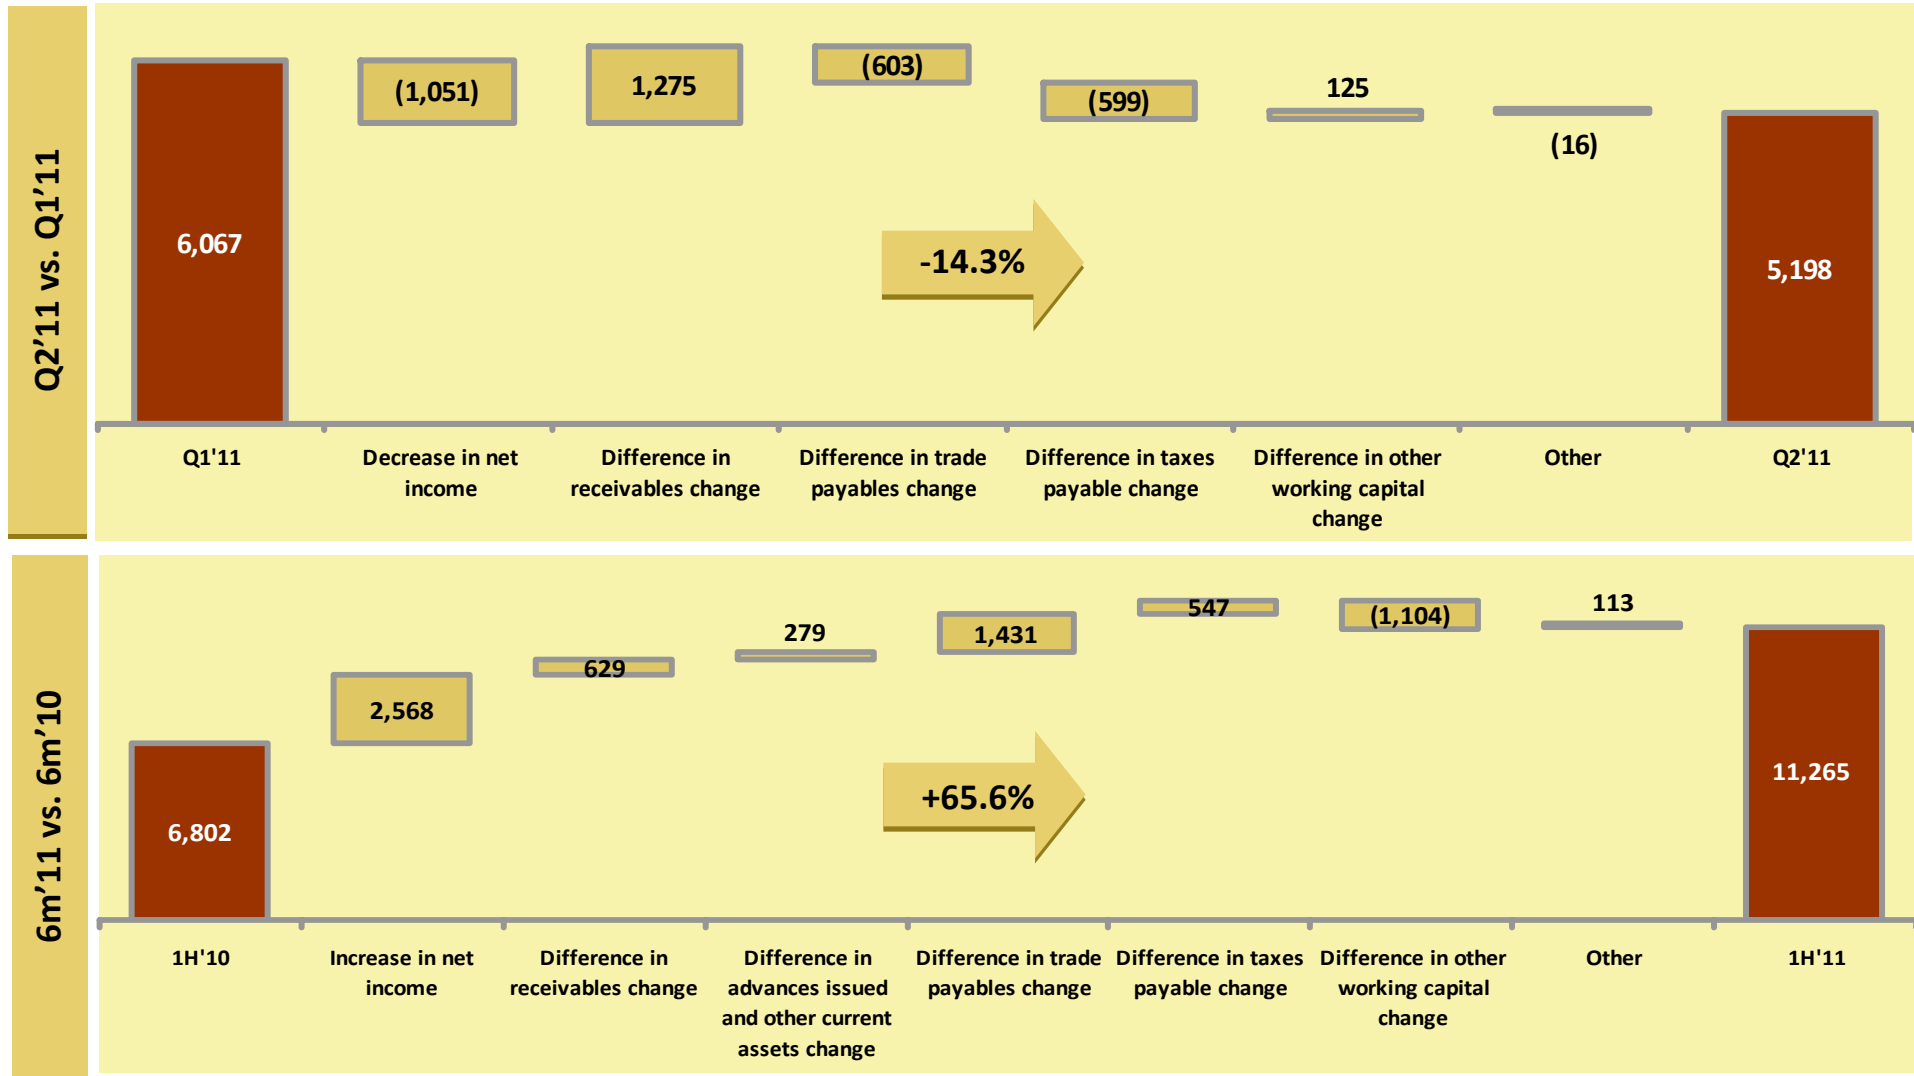 Q2’11 vs. Q1’11
(1,051)
1,275
(603)
(599)
125
(16)
6,067
-14.3%
5,198
Q1'11
Decrease in net
income
Difference in
receivables change
Difference in trade
payables change
Difference in taxes
payable change
Difference in other
working capital
change
Other
Q2'11
6m’11 vs. 6m’10
6,802
2,568
629
279
1,431
547
(1,104)
113
+65.6%
11,265
1H'10
Increase in net
income
Difference in
receivables change
Difference in
advances issued
and other current
assets change
Difference in trade
payables change
Difference in taxes
payable change
Difference in other
working capital
change
Other
1H'11